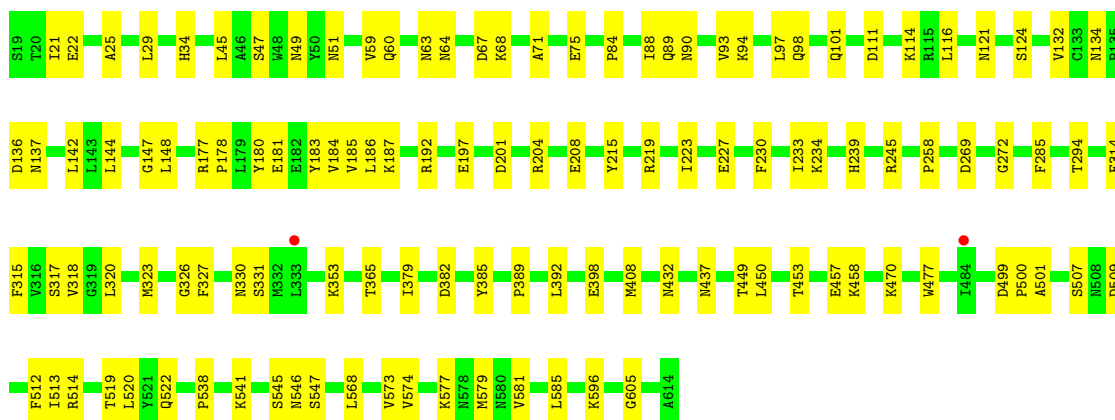 S19 T20 I21 E22 A25 L29 H34 L45 A46 S47 W48 N49 Y50 N51 V59 Q60 N63 N64 D67 K68 A71 E75 P84 I88 Q89 N90 V93 K94 L97 Q98 Q101 D111 K114 R115 L116 N121 S124 V132 C133 N134
D136 N137 L142 L143 L144 G147 L148 R177 P178 L179 Y180 E181 E182 Y183 V184 V185 L186 K187 R192 E197 D201 R204 E208 Y215 R219 I223 E227 F230 I233 K234 H239 R245 P258 D269 G272 F285 T294
F315 V316 S317 V318 G319 L320 M323 G326 F327 N330 S331 M332 L333 K353 T365 I379 D382 Y385 P389 L392 E398 M408 N432 N437 T449 L450 T453 E457 K458 K470 W477 I484 D499 P500 A501 S507 N508 D509
F512 I513 R514 T519 L520 Y521 Q522 P538 K541 S545 N546 S547 L568 V573 V574 K577 N578 M579 N580 V581 L585 K596 G605 A614